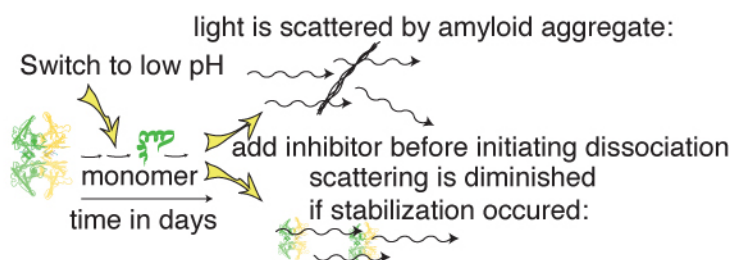 light is scattered by amyloid aggregate:
Switch to low pH
add inhibitor before initiating dissociation
monomer
scattering is diminished
time in days
if stabilization occured: